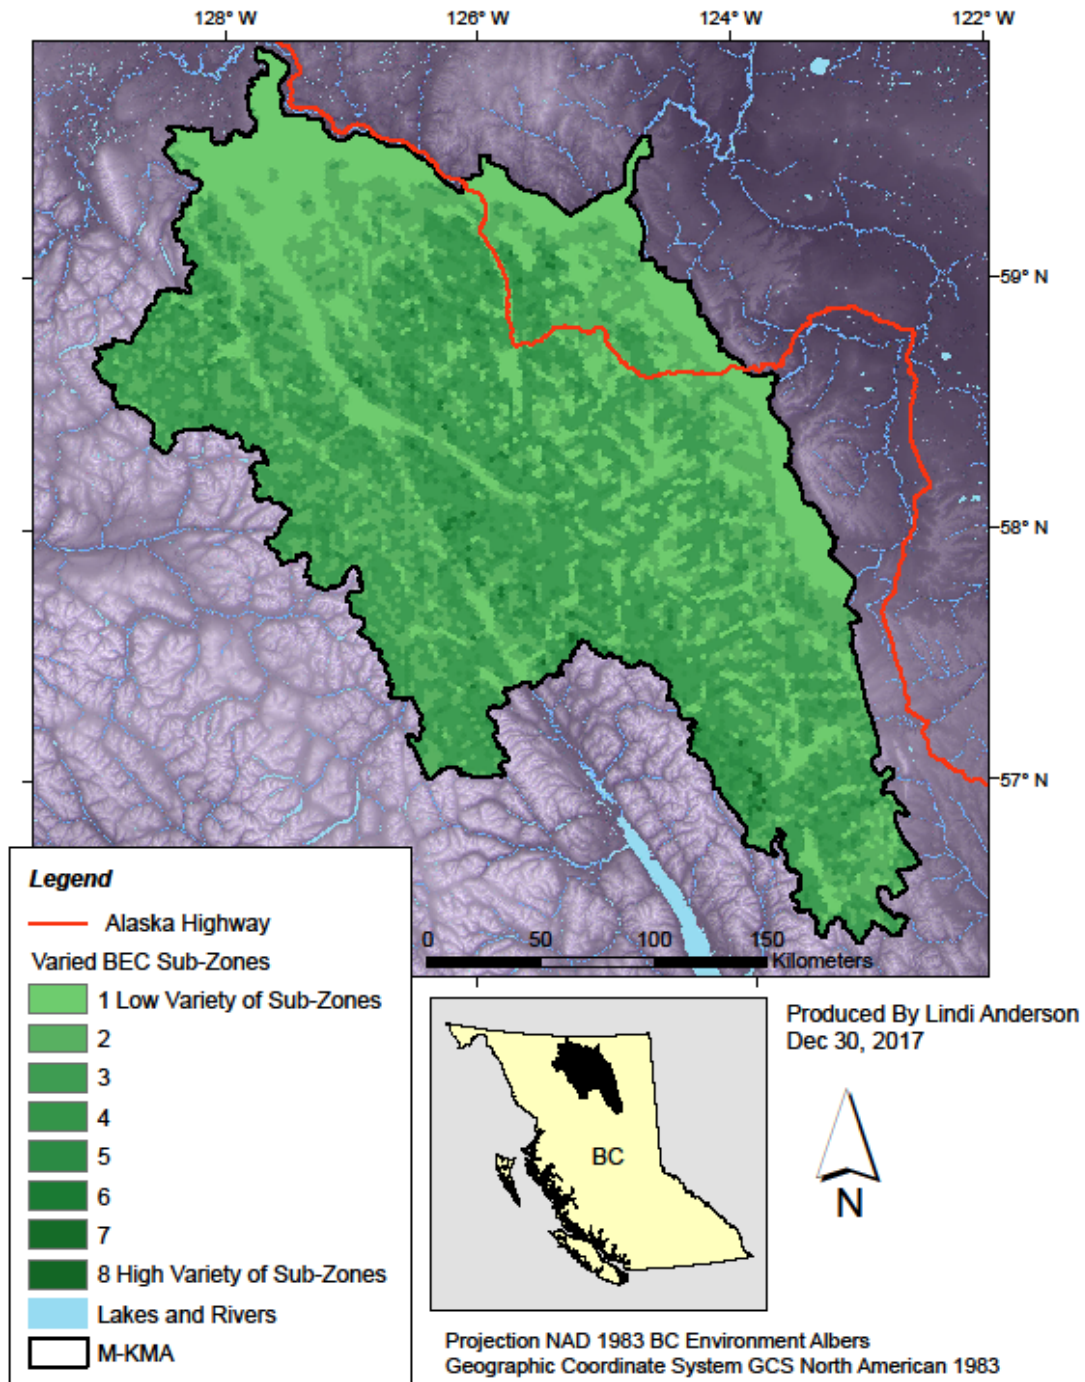 128° W
126° W
124° W
122° W
59° N
58° N
57° N
0 50 100 150
Kilometers
Legend
Alaska Highway
Varied BEC Sub-Zones
1 Low Variety of Sub-Zones
2
3
4
5
6
7
8 High Variety of Sub-Zones
Lakes and Rivers
M-KMA
BC
Produced By Lindi Anderson
Dec 30, 2017
N
Projection NAD 1983 BC Environment Albers
Geographic Coordinate System GCS North American 1983